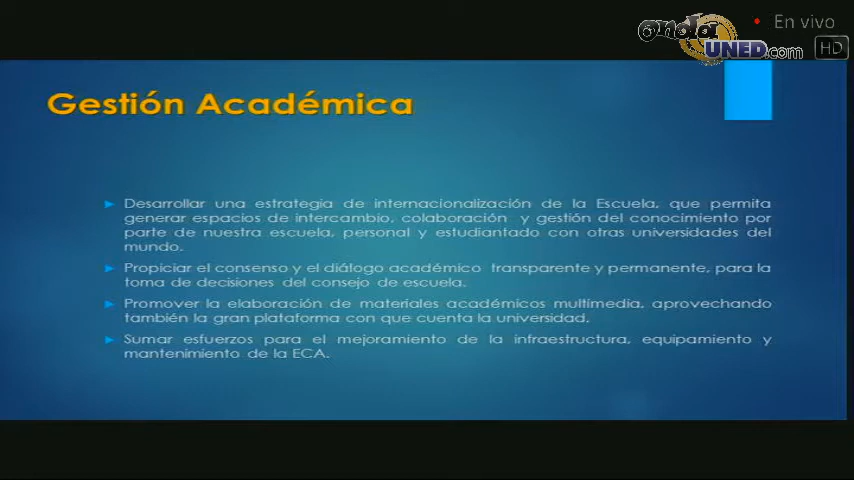 onda
UNED.com
En vivo
HD
Gestión Académica
Desarrollar una estrategia de internacionalización de la Escuela, que permita
generar espacios de intercambio, colaboración y gestión del conocimiento por
parte de nuestra escuela, personal y estudiantado con otras universidades del
mundo.
Propiciar el consenso y el diálogo académico transparente y permanente, para la
toma de decisiones del consejo de escuela.
Promover la elaboración de materiales académicos multimedia, aprovechando
también la gran plataforma con que cuenta la universidad.
Sumar esfuerzos para el mejoramiento de la infraestructura, equipamiento y
mantenimiento de la ECA.